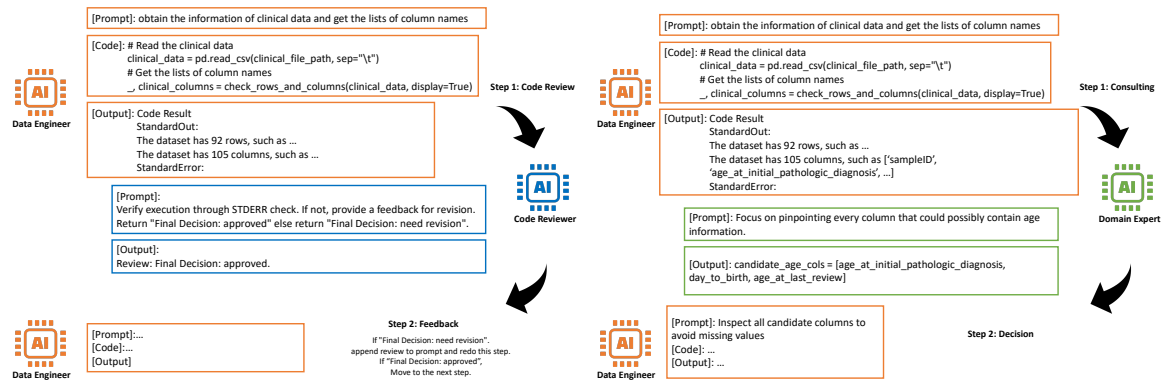 [Prompt]: obtain the information of clinical data and get the lists of column names
[Code]: # Read the clinical data
clinical_data = pd.read_csv(clinical_file_path, sep="\t")
# Get the lists of column names
_, clinical_columns = check_rows_and_columns(clinical_data, display=True)
AI
Data Engineer
Step 1: Code Review
[Output]: Code Result
StandardOut:
The dataset has 92 rows, such as ...
The dataset has 105 columns, such as ...
StandardError:
AI
Code Reviewer
[Prompt]:
Verify execution through STDERR check. If not, provide a feedback for revision.
Return "Final Decision: approved" else return "Final Decision: need revision".
[Output]:
Review: Final Decision: approved.
AI
Data Engineer
[Prompt]:...
[Code]:...
[Output]
Step 2: Feedback
If "Final Decision: need revision".
append review to prompt and redo this step.
If "Final Decision: approved",
Move to the next step.
[Prompt]: obtain the information of clinical data and get the lists of column names
[Code]: # Read the clinical data
clinical_data = pd.read_csv(clinical_file_path, sep="\t")
# Get the lists of column names
_, clinical_columns = check_rows_and_columns(clinical_data, display=True)
AI
Data Engineer
Step 1: Consulting
[Output]: Code Result
StandardOut:
The dataset has 92 rows, such as ...
The dataset has 105 columns, such as ['sampleID',
'age_at_initial_pathologic_diagnosis', ...]
StandardError:
AI
Domain Expert
[Prompt]: Focus on pinpointing every column that could possibly contain age
information.
[Output]: candidate_age_cols = [age_at_initial_pathologic_diagnosis,
day_to_birth, age_at_last_review]
AI
Data Engineer
[Prompt]: Inspect all candidate columns to
avoid missing values
[Code]: ...
[Output]: ...
Step 2: Decision